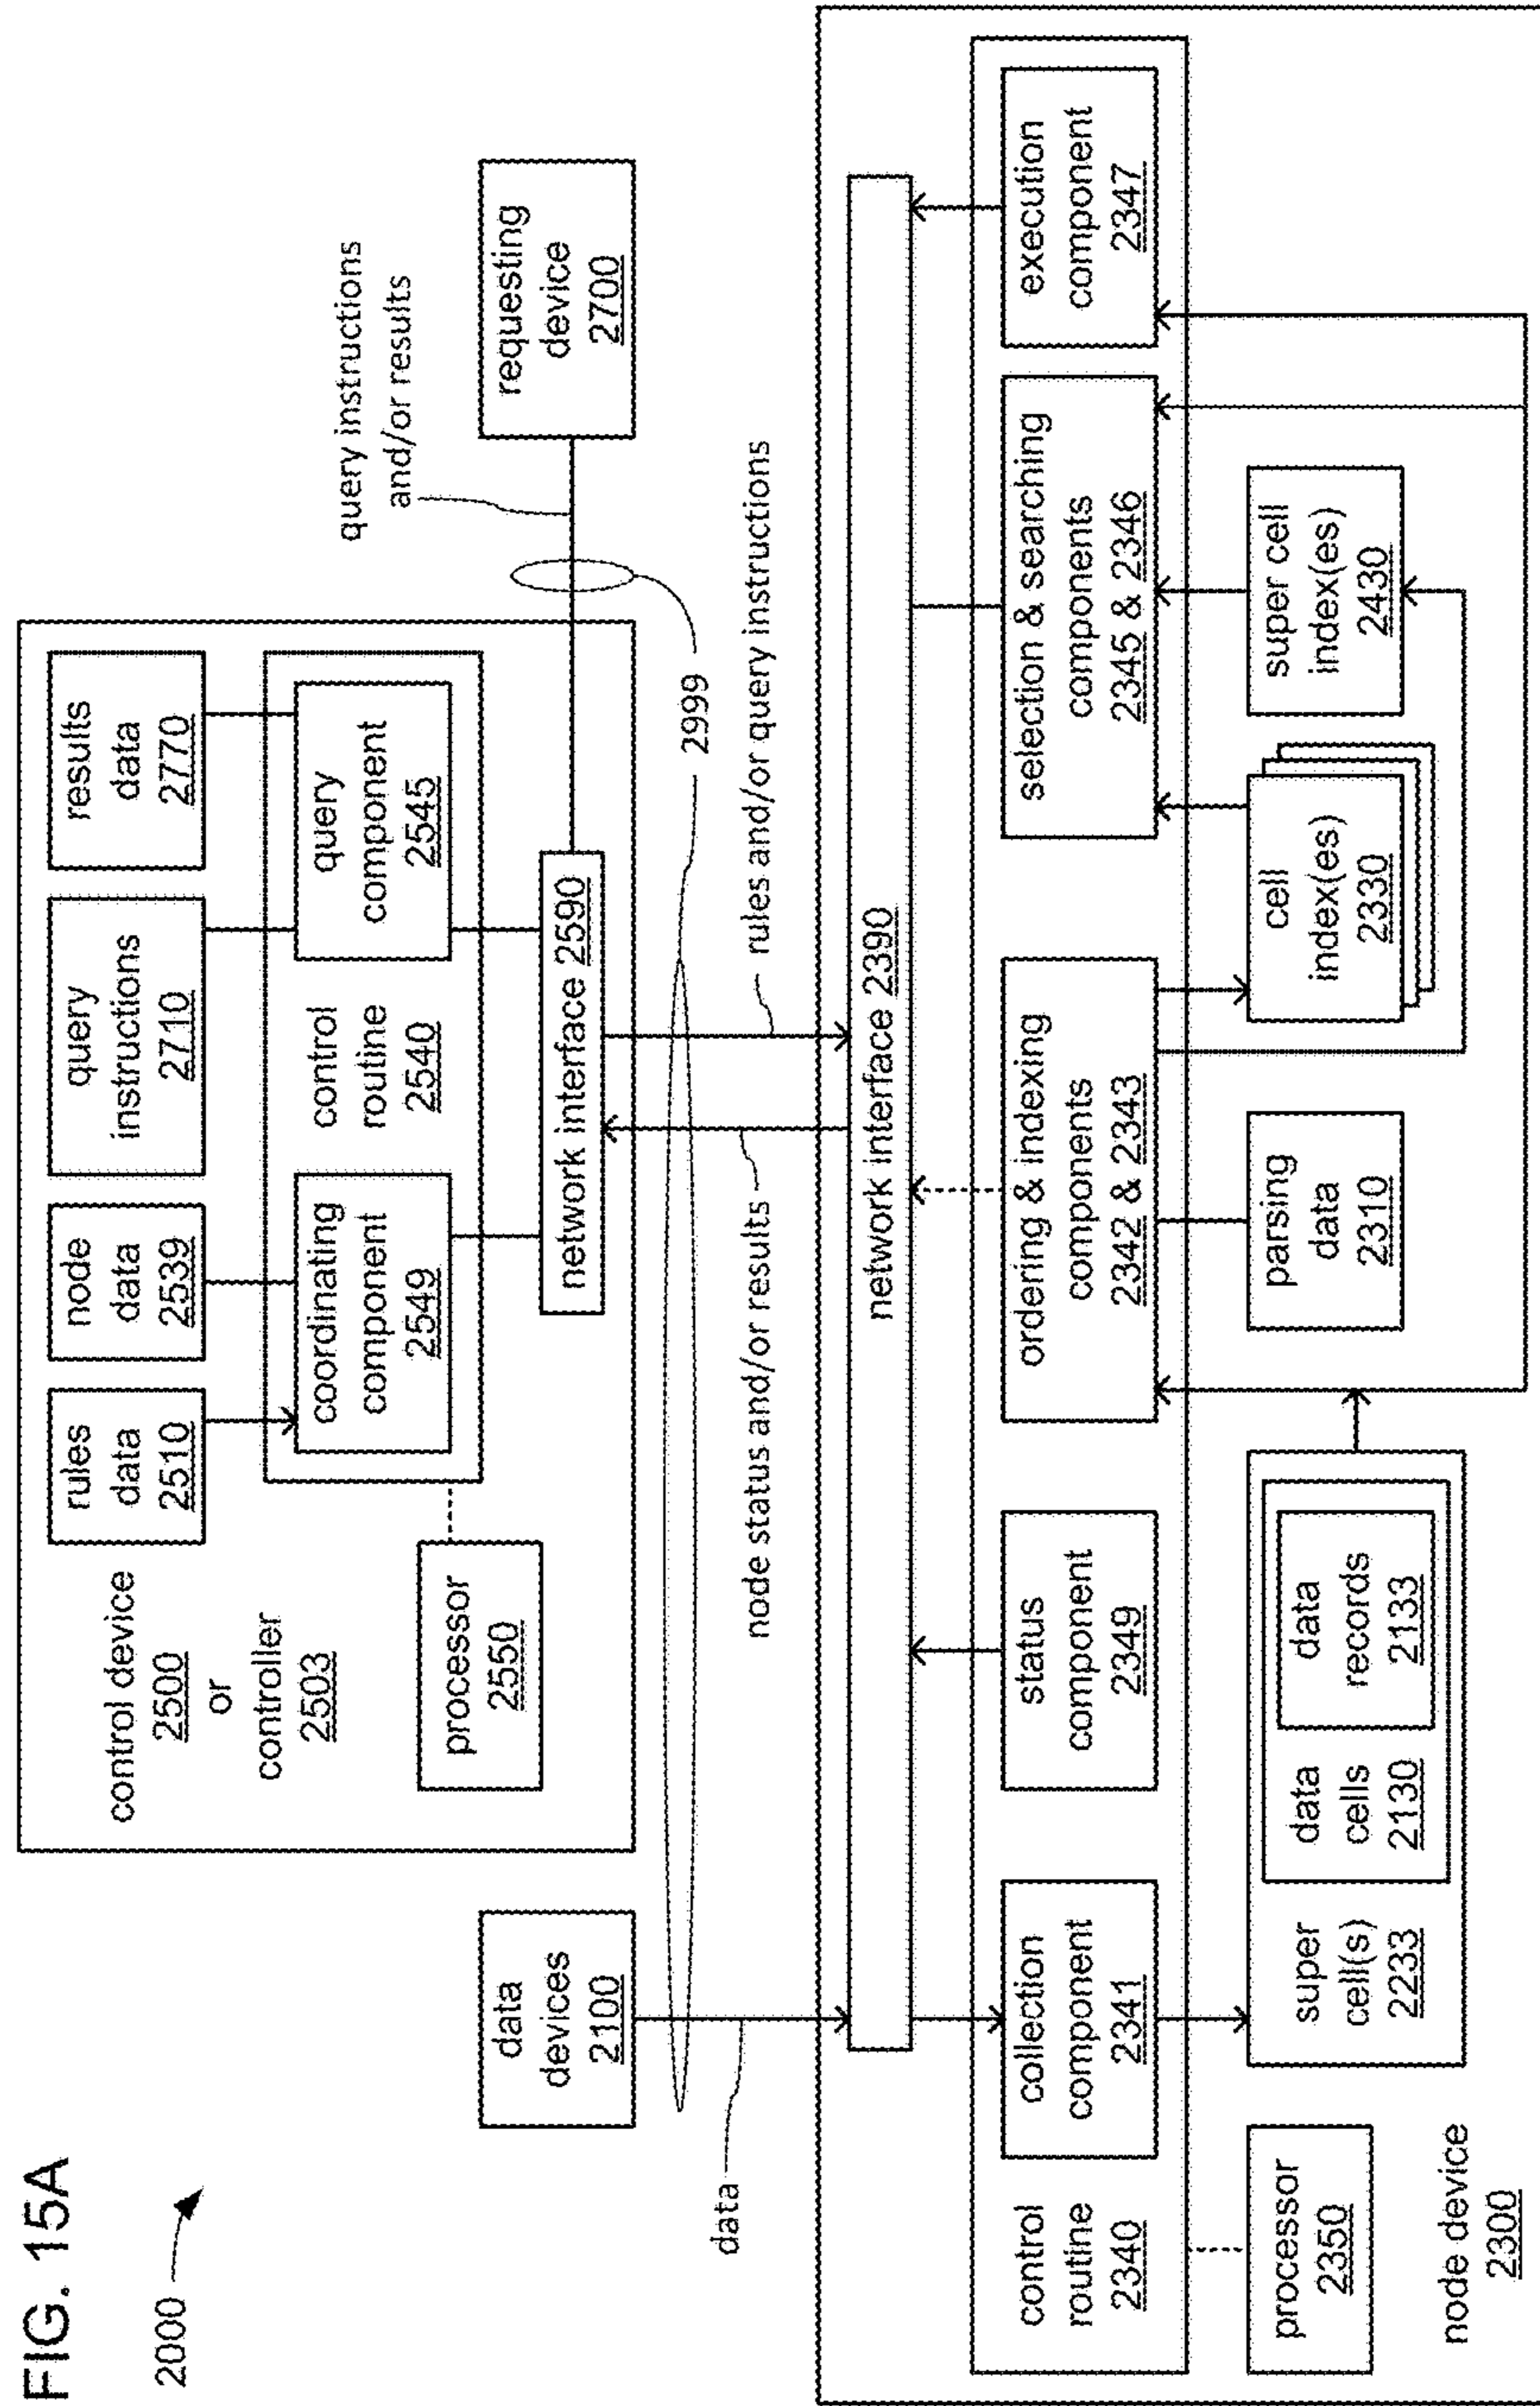 FIG. 15A
2000
control device
2500
or
controller
2503
rules
data
2510
node
data
2539
query
instructions
2710
results
data
2770
processor
2550
coordinating
component
2549
control
routine
2540
query
component
2545
network interface 2590
query instructions
and/or results
requesting
device
2700
data
devices
2100
2999
data
node status and/or results
rules and/or query instructions
network interface 2390
control
routine
2340
collection
component
2341
status
component
2349
ordering & indexing
components
2342 & 2343
selection & searching
components
2345 & 2346
execution
component
2347
processor
2350
super
cell(s)
2233
data
cells
2130
data
records
2133
parsing
data
2310
cell
index(es)
2330
super cell
index(es)
2430
node device
2300